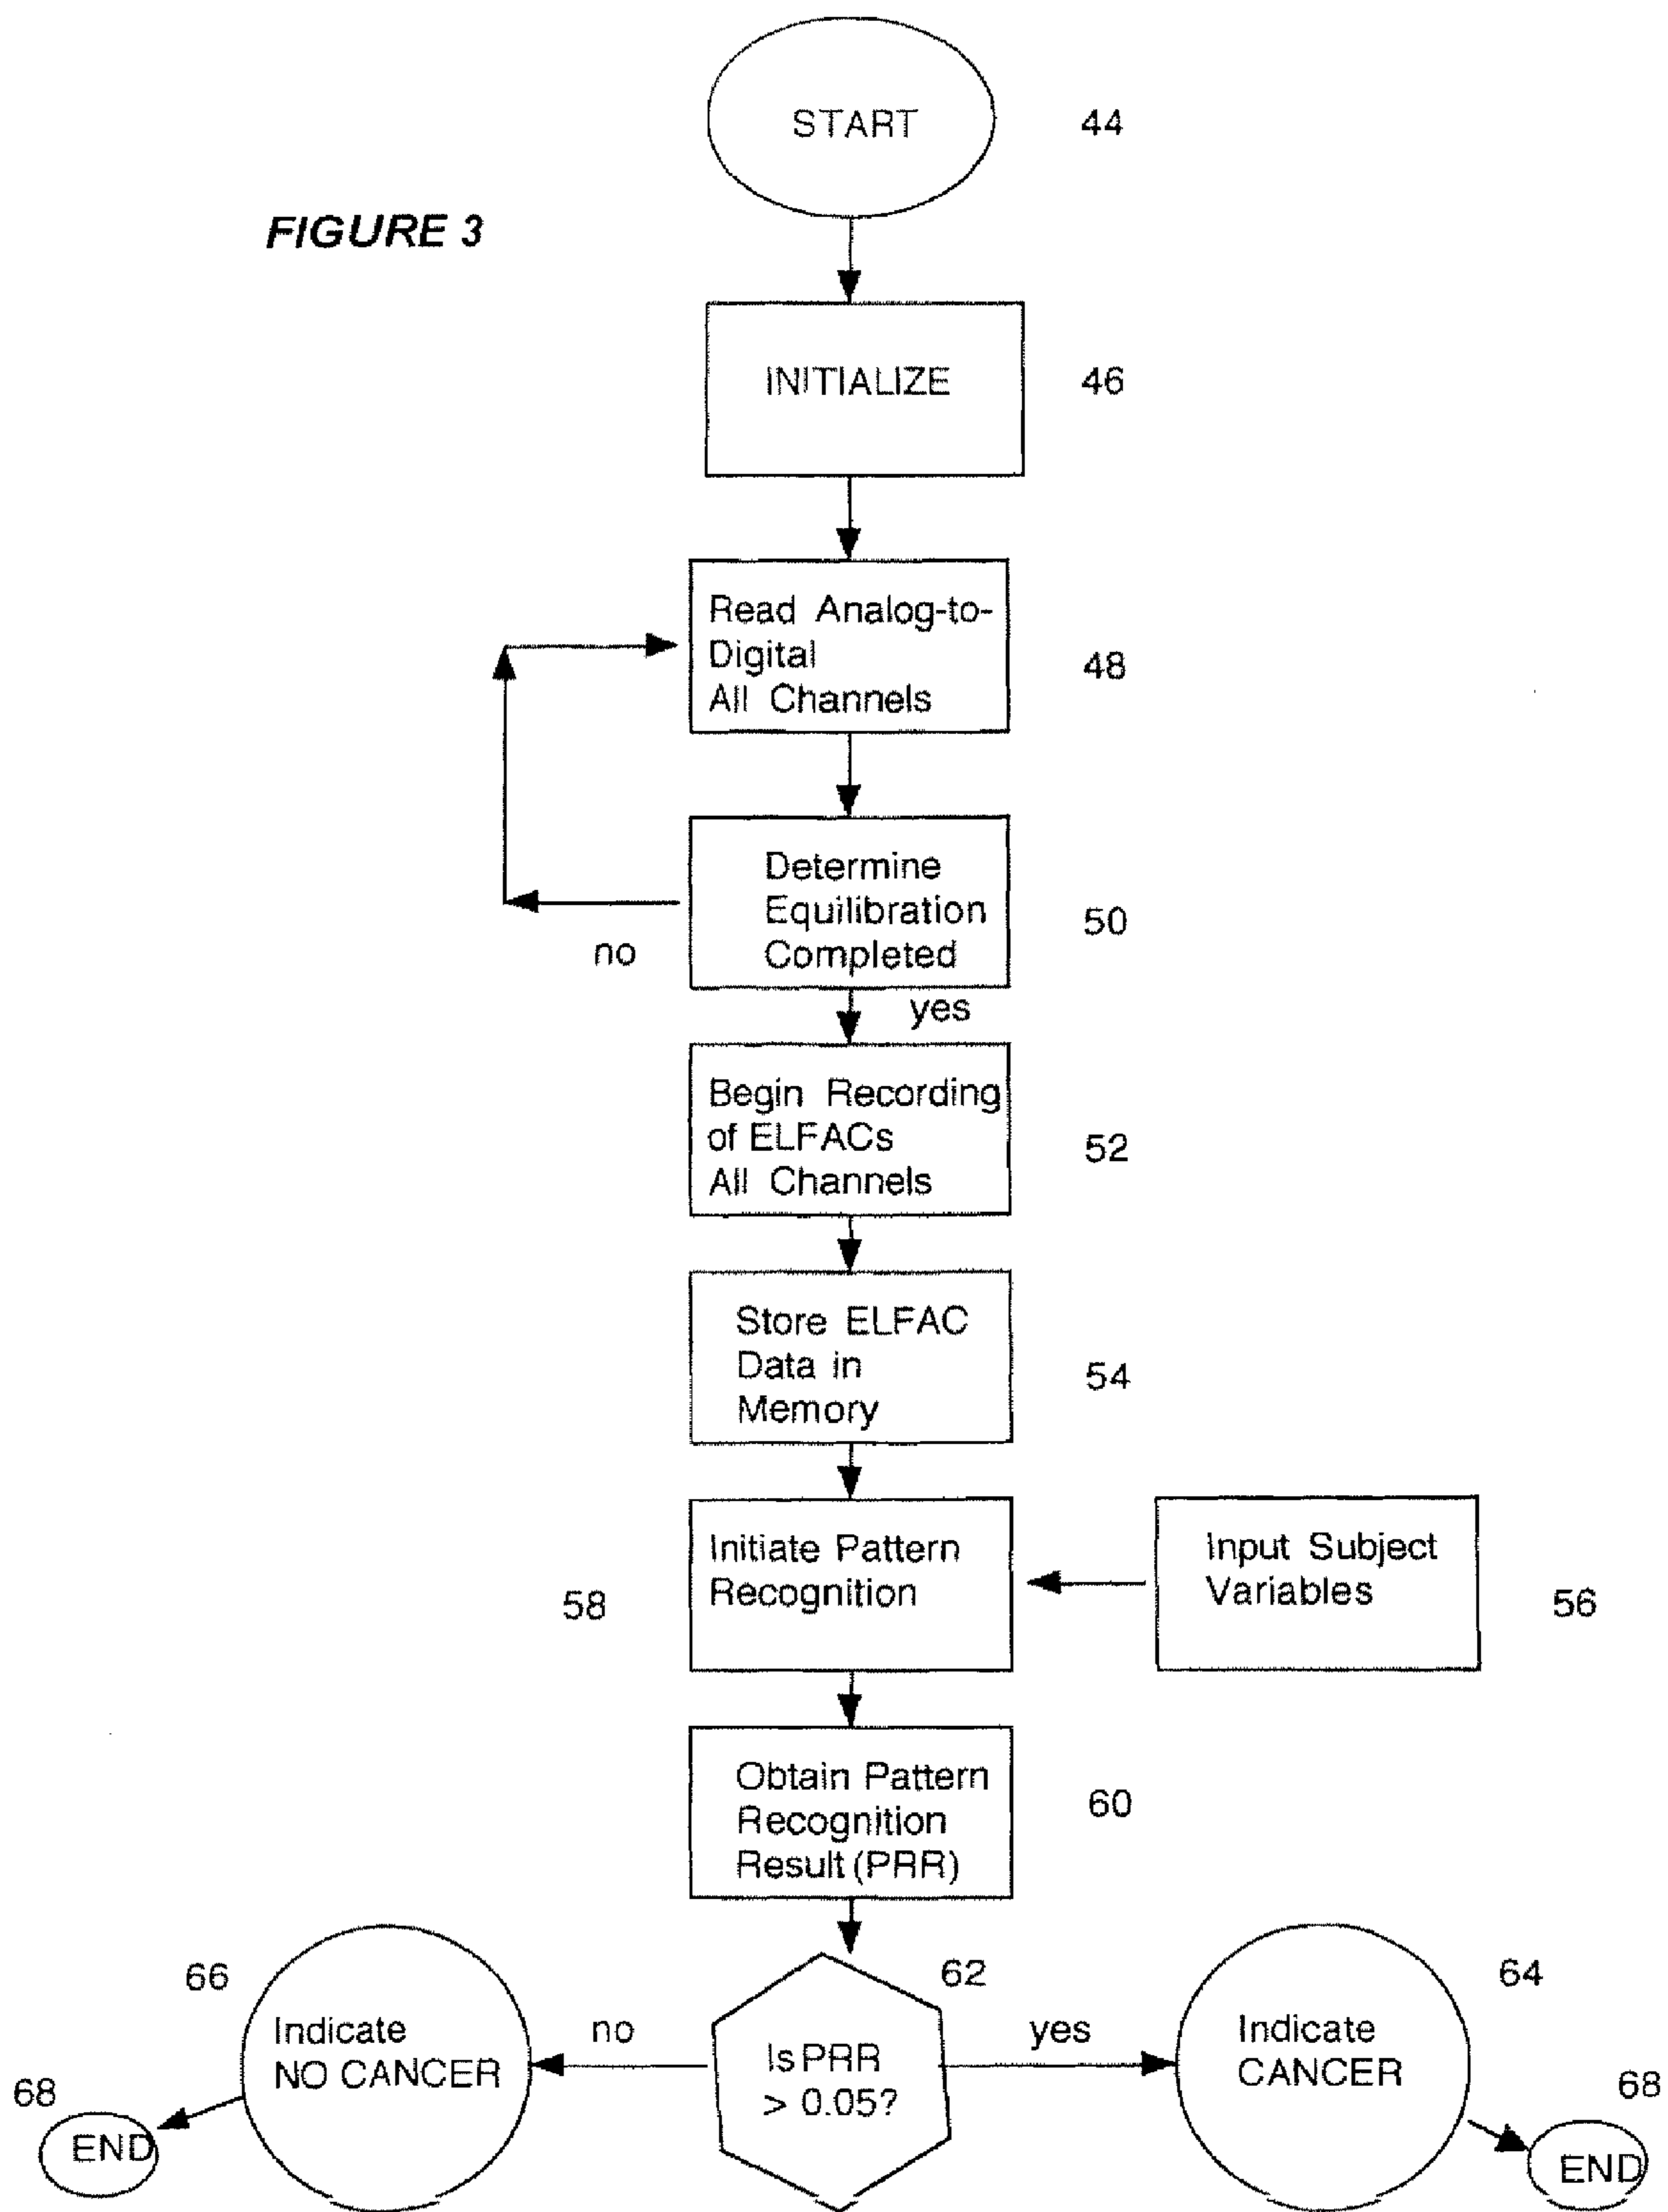 START
44
FIGURE 3
INITIALIZE
46
Read Analog-to-
Digital
All Channels
48
Determine
Equilibration
Completed
50
no
yes
Begin Recording
of ELFACs
All Channels
52
Store ELFAC
Data in
Memory
54
Initiate Pattern
Recognition
58
Input Subject
Variables
56
Obtain Pattern
Recognition
Result (PRR)
60
66
Indicate
NO CANCER
no
62
Is PRR
> 0.05?
yes
64
Indicate
CANCER
68
END
68
END